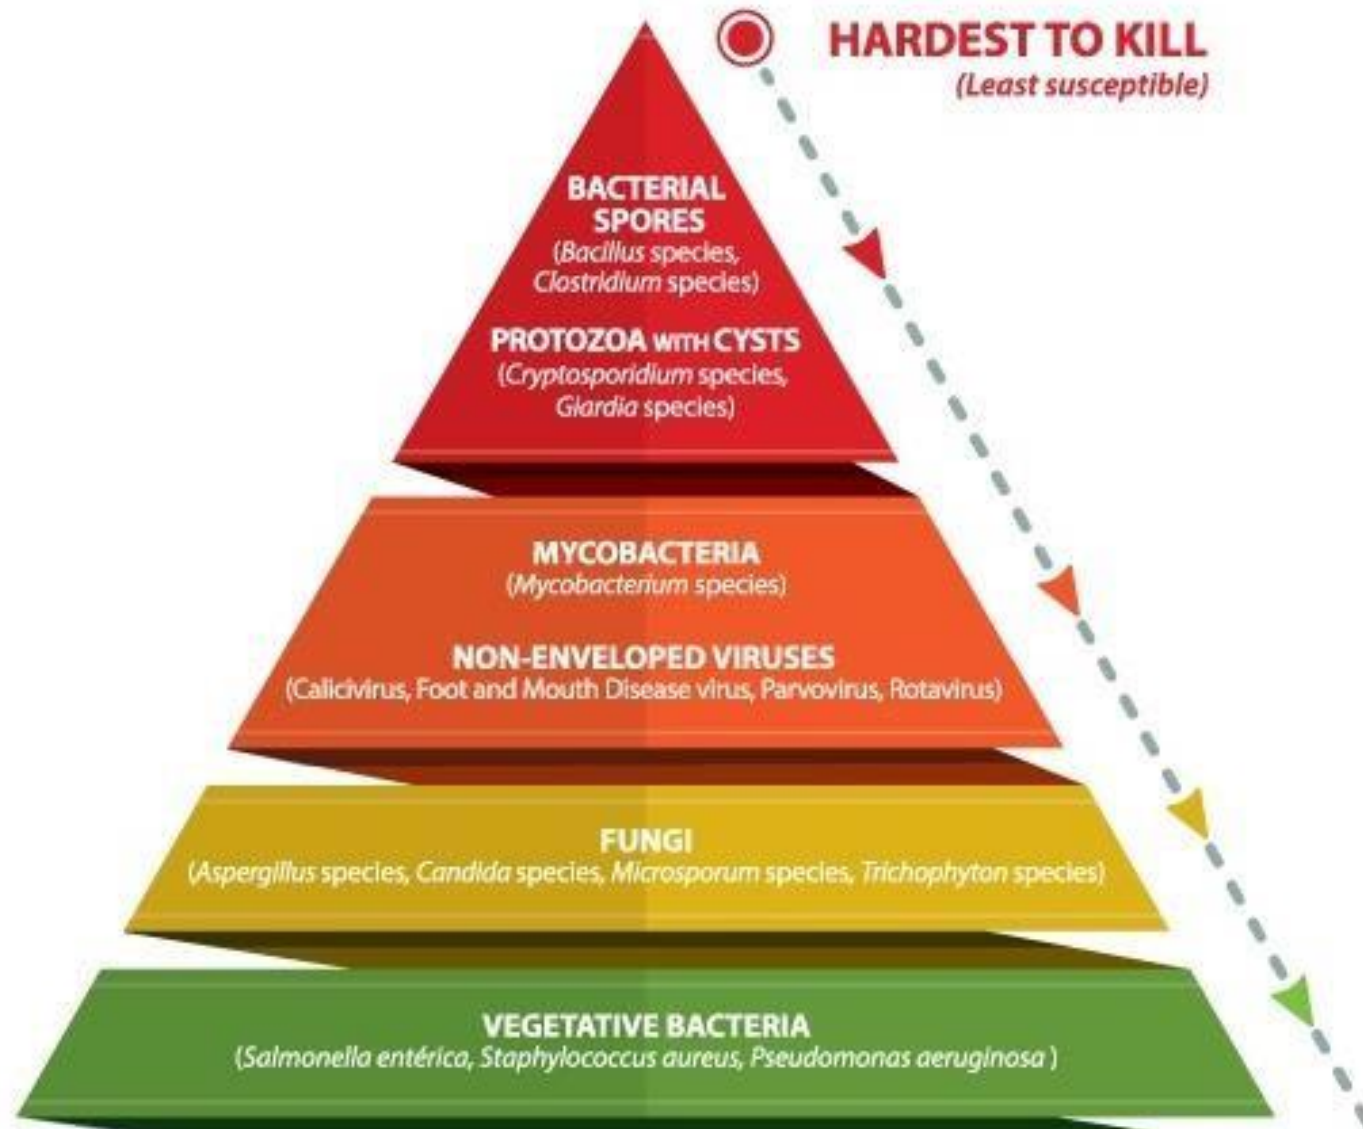 HARDEST TO KILL
(Least susceptible)
BACTERIAL
SPORES
(Bacillus species,
Clostridium species)
PROTOZOA WITH CYSTS
(Cryptosporidium species,
Giardia species)
MYCOBACTERIA
(Mycobacterium species)
NON-ENVELOPED VIRUSES
(Calicivirus, Foot and Mouth Disease virus, Parvovirus, Rotavirus)
FUNGI
(Aspergillus species, Candida species, Microsporum species, Trichophyton species)
VEGETATIVE BACTERIA
(Salmonella entérica, Staphylococcus aureus, Pseudomonas aeruginosa )